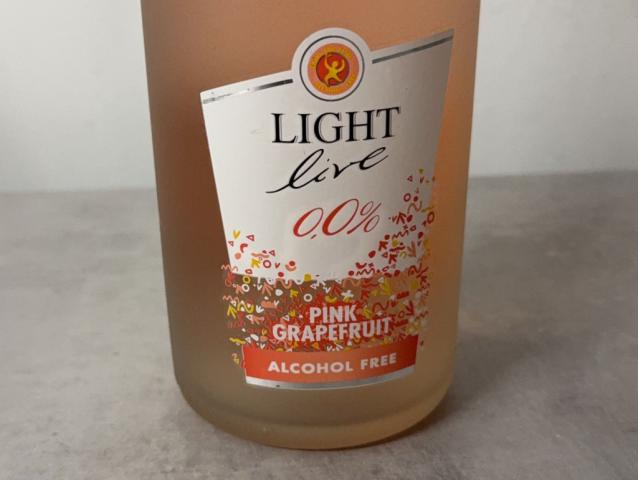 LIGHT
live
0,0%
PINK
GRAPEFRUIT
ALCOHOL FREE